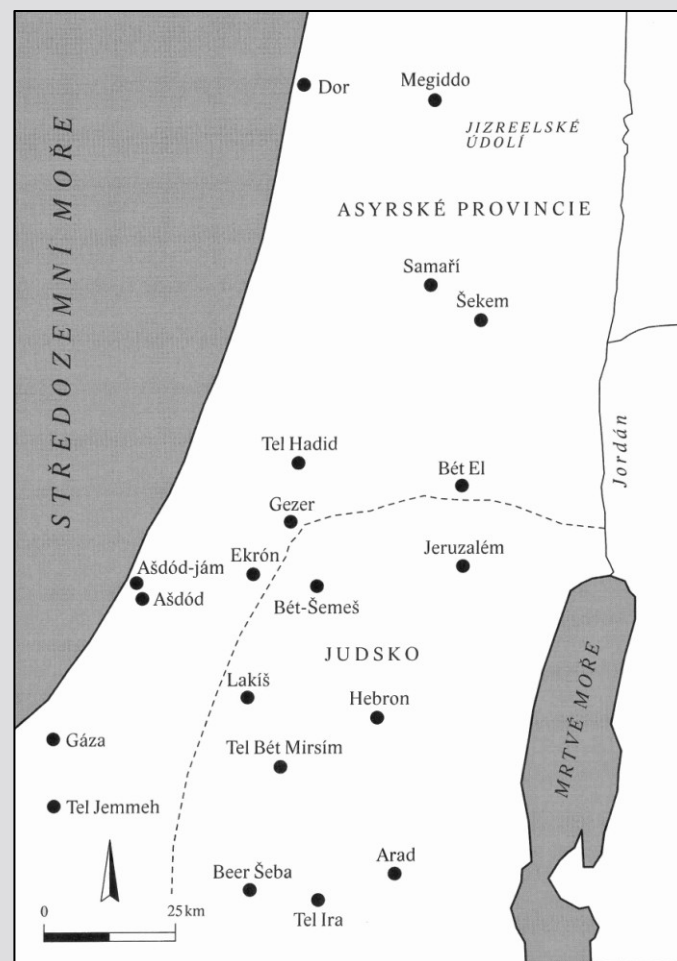 Dor
Megiddo
JIZREELSKÉ
ÚDOLÍ
STŘEDOZEMNÍ MOŘE
ASYRSKÉ PROVINCIE
Samaří
Šekem
Jordán
Tel Hadid
Bét El
Gezer
Jeruzalém
Ekrón
Ašdód-jám
Ašdód
Bét-Šemeš
JUDSKO
Lakíš
Hebron
MRTVÉ MOŘE
Gáza
Tel Bét Mirsím
Tel Jemmeh
Arad
Beer Šeba
Tel Ira
0 25 km